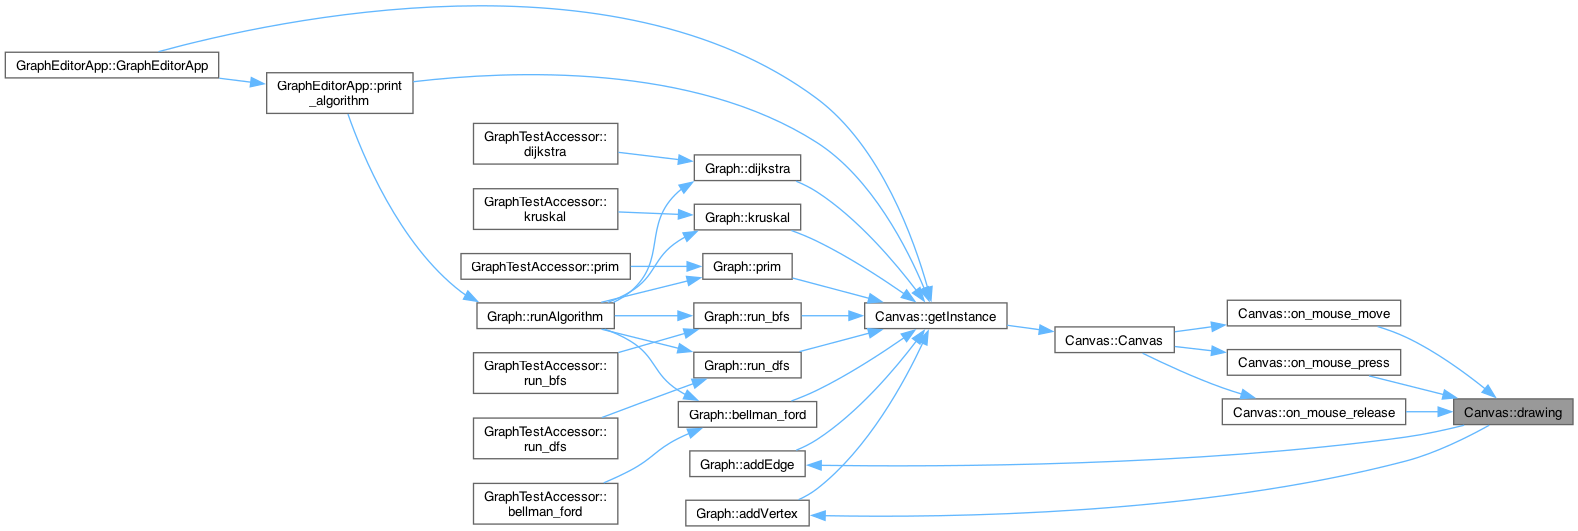 GraphEditorApp::GraphEditorApp
GraphEditorApp::print
_algorithm
GraphTestAccessor::
dijkstra
Graph::dijkstra
GraphTestAccessor::
kruskal
Graph::kruskal
GraphTestAccessor::prim
Graph::prim
Graph::runAlgorithm
Graph::run_bfs
Canvas::getInstance
Canvas::on_mouse_move
Canvas::Canvas
GraphTestAccessor::
run_bfs
Graph::run_dfs
Canvas::on_mouse_press
Graph::bellman_ford
Canvas::on_mouse_release
Canvas::drawing
GraphTestAccessor::
run_dfs
Graph::addEdge
GraphTestAccessor::
bellman_ford
Graph::addVertex